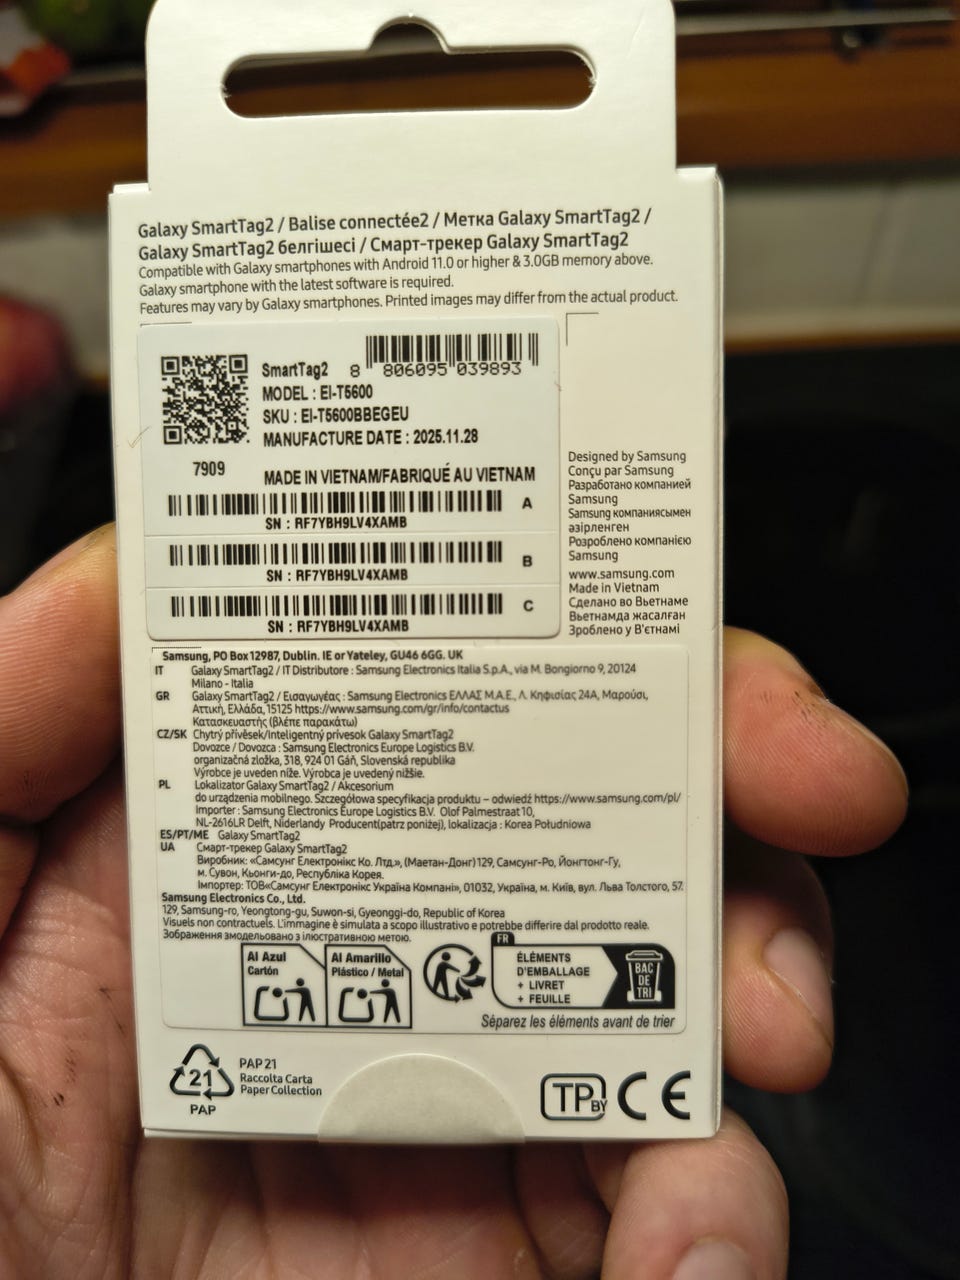 Galaxy SmartTag2 / Balise connectée2 / Метка Galaxy SmartTag2 /
Galaxy SmartTag2 белгішесі / Смарт-трекер Galaxy SmartTag2
Compatible with Galaxy smartphones with Android 11.0 or higher & 3.0GB memory above.
Galaxy smartphone with the latest software is required.
Features may vary by Galaxy smartphones. Printed images may differ from the actual product.
SmartTag2
8 806095 039893
MODEL : EI-T5600
SKU : EI-T5600BBEGEU
MANUFACTURE DATE : 2025.11.28
7909
MADE IN VIETNAM/FABRIQUÉ AU VIETNAM
A
SN : RF7YBH9LV4XAMB
B
SN : RF7YBH9LV4XAMB
C
SN : RF7YBH9LV4XAMB
Designed by Samsung
Conçu par Samsung
Разработано компанией
Samsung
Samsung компаниясымен
әзірленген
Розроблено компанією
Samsung
www.samsung.com
Made in Vietnam
Сделано во Вьетнаме
Вьетнамда жасалған
Зроблено у В'єтнамі
Samsung, PO Box 12987, Dublin. IE or Yateley, GU46 6GG. UK
IT Galaxy SmartTag2 / IT Distributore : Samsung Electronics Italia S.p.A., via M. Bongiorno 9, 20124
Milano - Italia
GR Galaxy SmartTag2 / Εισαγωγέας : Samsung Electronics ΕΛΛΑΣ Μ.Α.Ε., Λ. Κηφισίας 24Α, Μαρούσι,
Αττική, Ελλάδα, 15125 https://www.samsung.com/gr/info/contactus
Κατασκευαστής (βλέπε παρακάτω)
CZ/SK Chytrý přívěsek/Inteligentný prívesok Galaxy SmartTag2
Dovozce / Dovozca : Samsung Electronics Europe Logistics B.V.
organizačná zložka, 318, 924 01 Gáň, Slovenská republika
Výrobce je uveden níže. Výrobca je uvedený nižšie.
PL Lokalizator Galaxy SmartTag2 / Akcesorium
do urządzenia mobilnego. Szczegółowa specyfikacja produktu – odwiedź https://www.samsung.com/pl/
Importer : Samsung Electronics Europe Logistics B.V. Olof Palmestraat 10,
NL-2616LR Delft, Niderlandy Producent(patrz poniżej), lokalizacja : Korea Południowa
ES/PT/ME Galaxy SmartTag2
UA Смарт-трекер Galaxy SmartTag2
Виробник: «Самсунг Електронікс Ко. Лтд.», (Маетан-Донг) 129, Самсунг-Ро, Йонгтонг-Гу,
м. Сувон, Кьонги-до, Республіка Корея.
Імпортер: ТОВ«Самсунг Електронікс Україна Компані», 01032, Україна, м. Київ, вул. Льва Толстого, 57.
Samsung Electronics Co., Ltd.
129, Samsung-ro, Yeongtong-gu, Suwon-si, Gyeonggi-do, Republic of Korea
Visuels non contractuels. L'immagine è simulata a scopo illustrativo e potrebbe differire dal prodotto reale.
Зображення змодельовано з ілюстративною метою.
Al Azul
Cartón
Al Amarillo
Plástico / Metal
FR
ÉLÉMENTS
D'EMBALLAGE
+ LIVRET
+ FEUILLE
BAC
DE
TRI
Séparez les éléments avant de trier
21
PAP
PAP 21
Raccolta Carta
Paper Collection
TP BY
CE